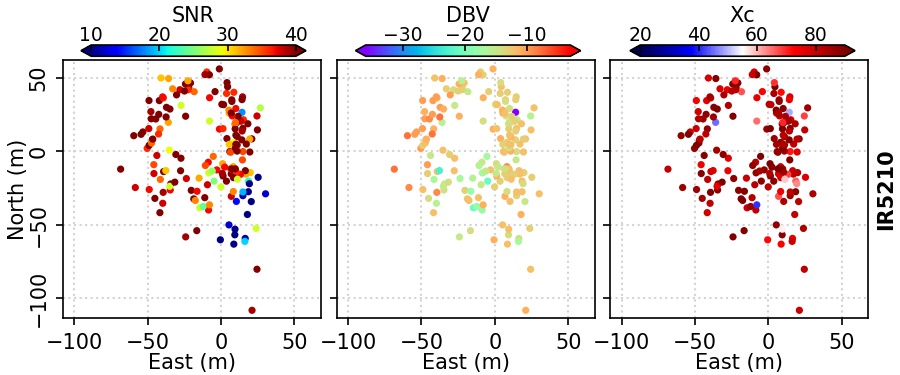 SNR DBV Xc
10 20 30 40 −30 −20 −10 20 40 60 80
50
0
−50
−100
North (m)
IR5210
−100 −50 0 50 −100 −50 0 50 −100 −50 0 50
East (m) East (m) East (m)